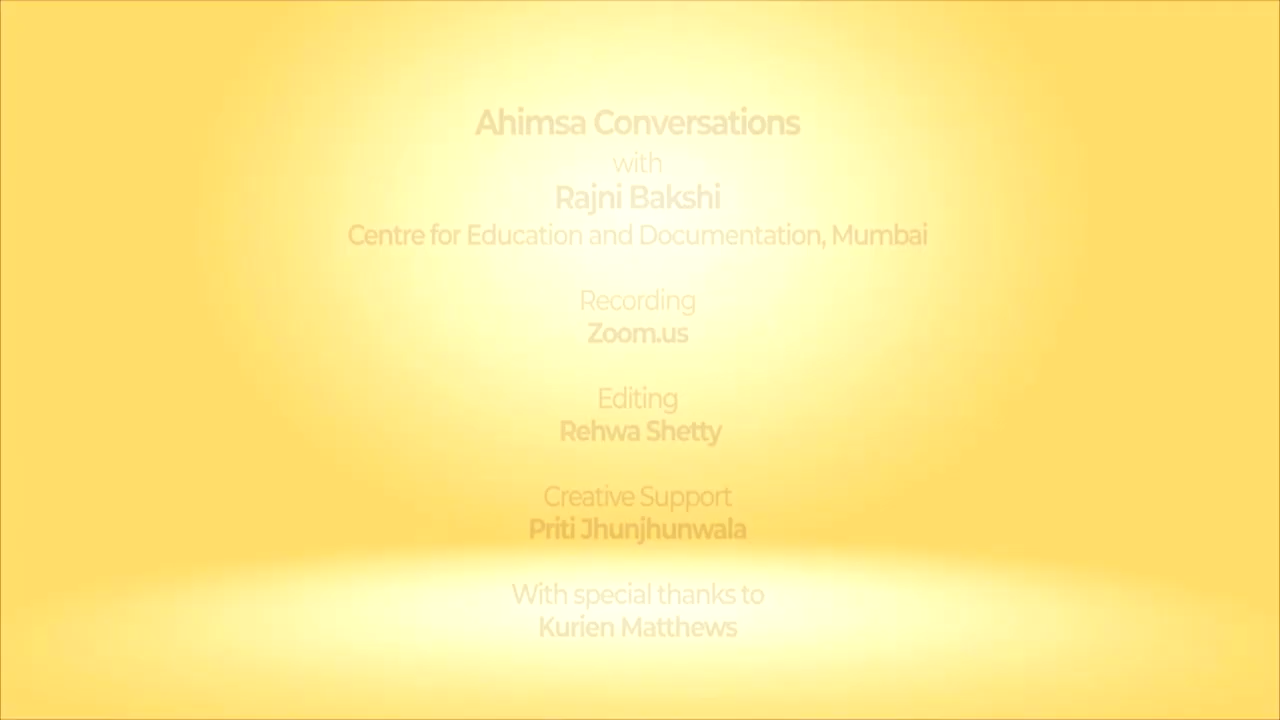 Ahimsa Conversations
with
Rajni Bakshi
Centre for Education and Documentation, Mumbai
Recording
Zoom.us
Editing
Rehwa Shetty
Creative Support
Priti Jhunjhunwala
With special thanks to
Kurien Matthews